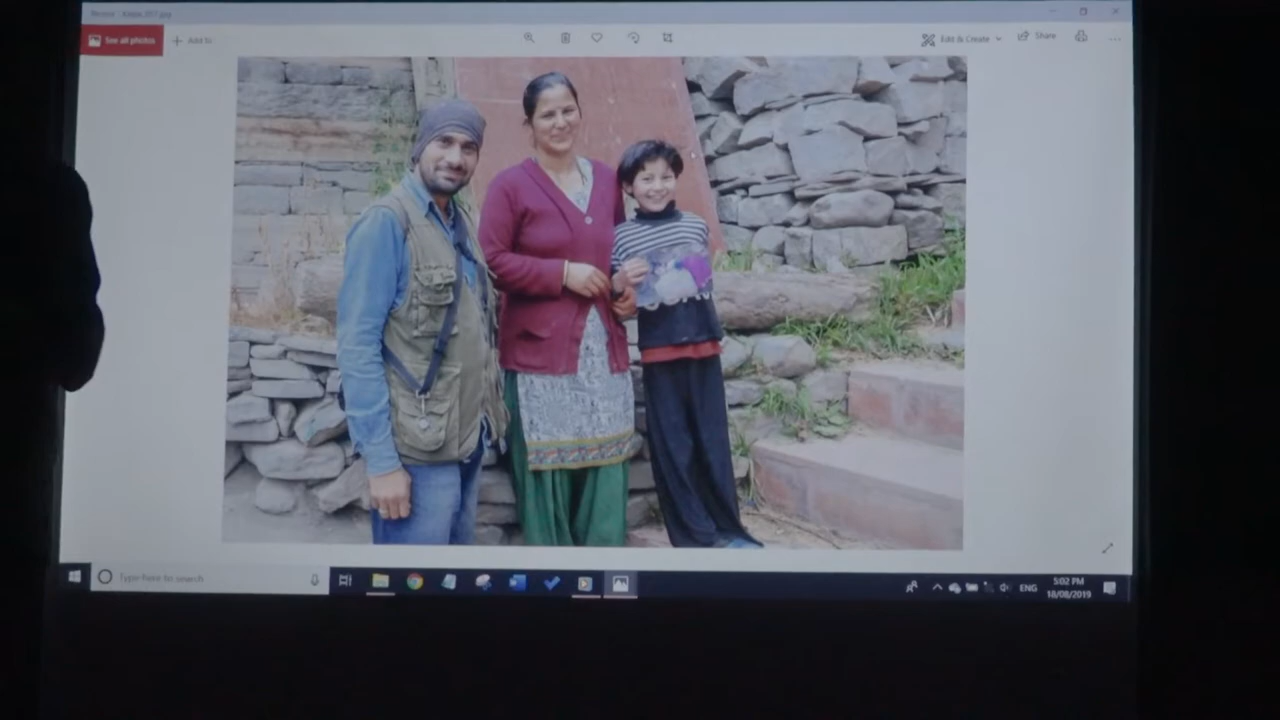 See all photos
Add to
Edit & Create
Share
Type here to search
ENG
5:02 PM
18/08/2019